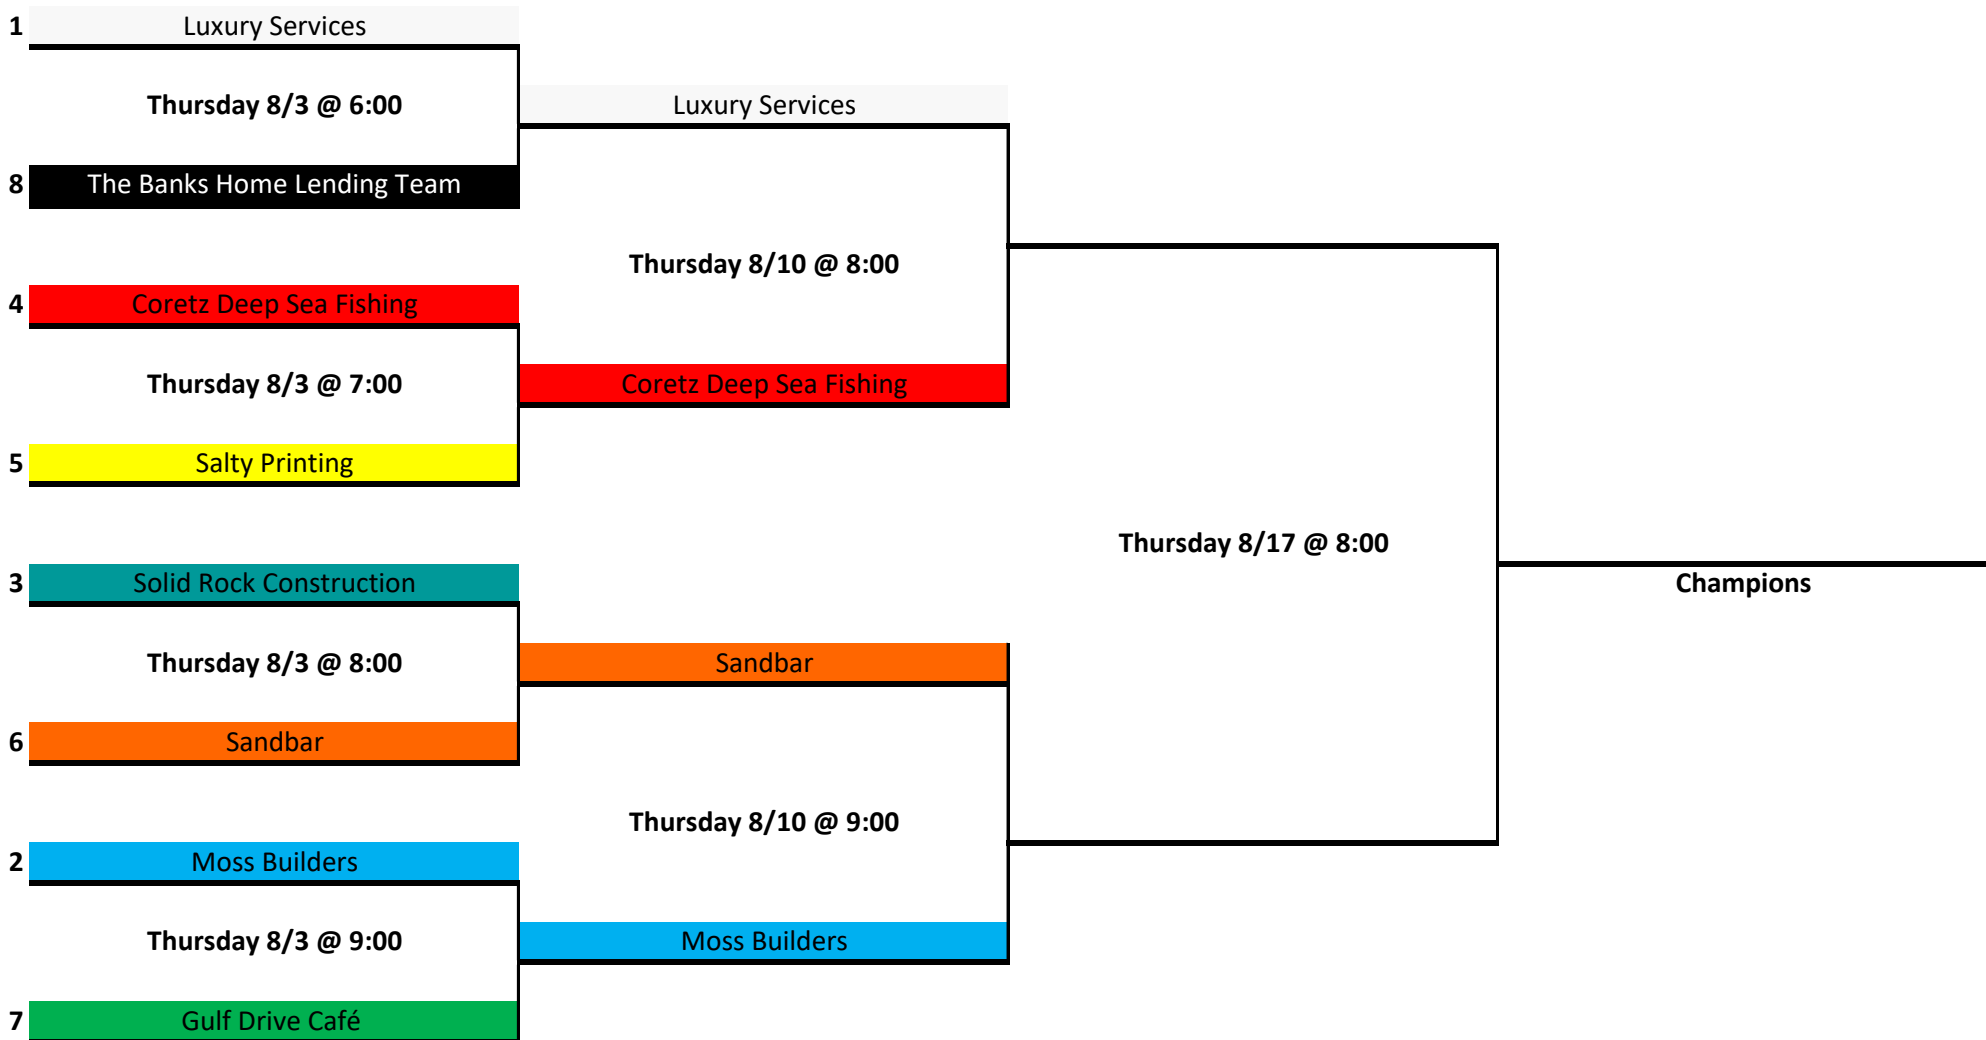 1 Luxury Services
Thursday 8/3 @ 6:00
Luxury Services
8 The Banks Home Lending Team
Thursday 8/10 @ 8:00
4 Coretz Deep Sea Fishing
Thursday 8/3 @ 7:00
Coretz Deep Sea Fishing
5 Salty Printing
Thursday 8/17 @ 8:00
Champions
3 Solid Rock Construction
Thursday 8/3 @ 8:00
Sandbar
6 Sandbar
Thursday 8/10 @ 9:00
2 Moss Builders
Thursday 8/3 @ 9:00
Moss Builders
7 Gulf Drive Café